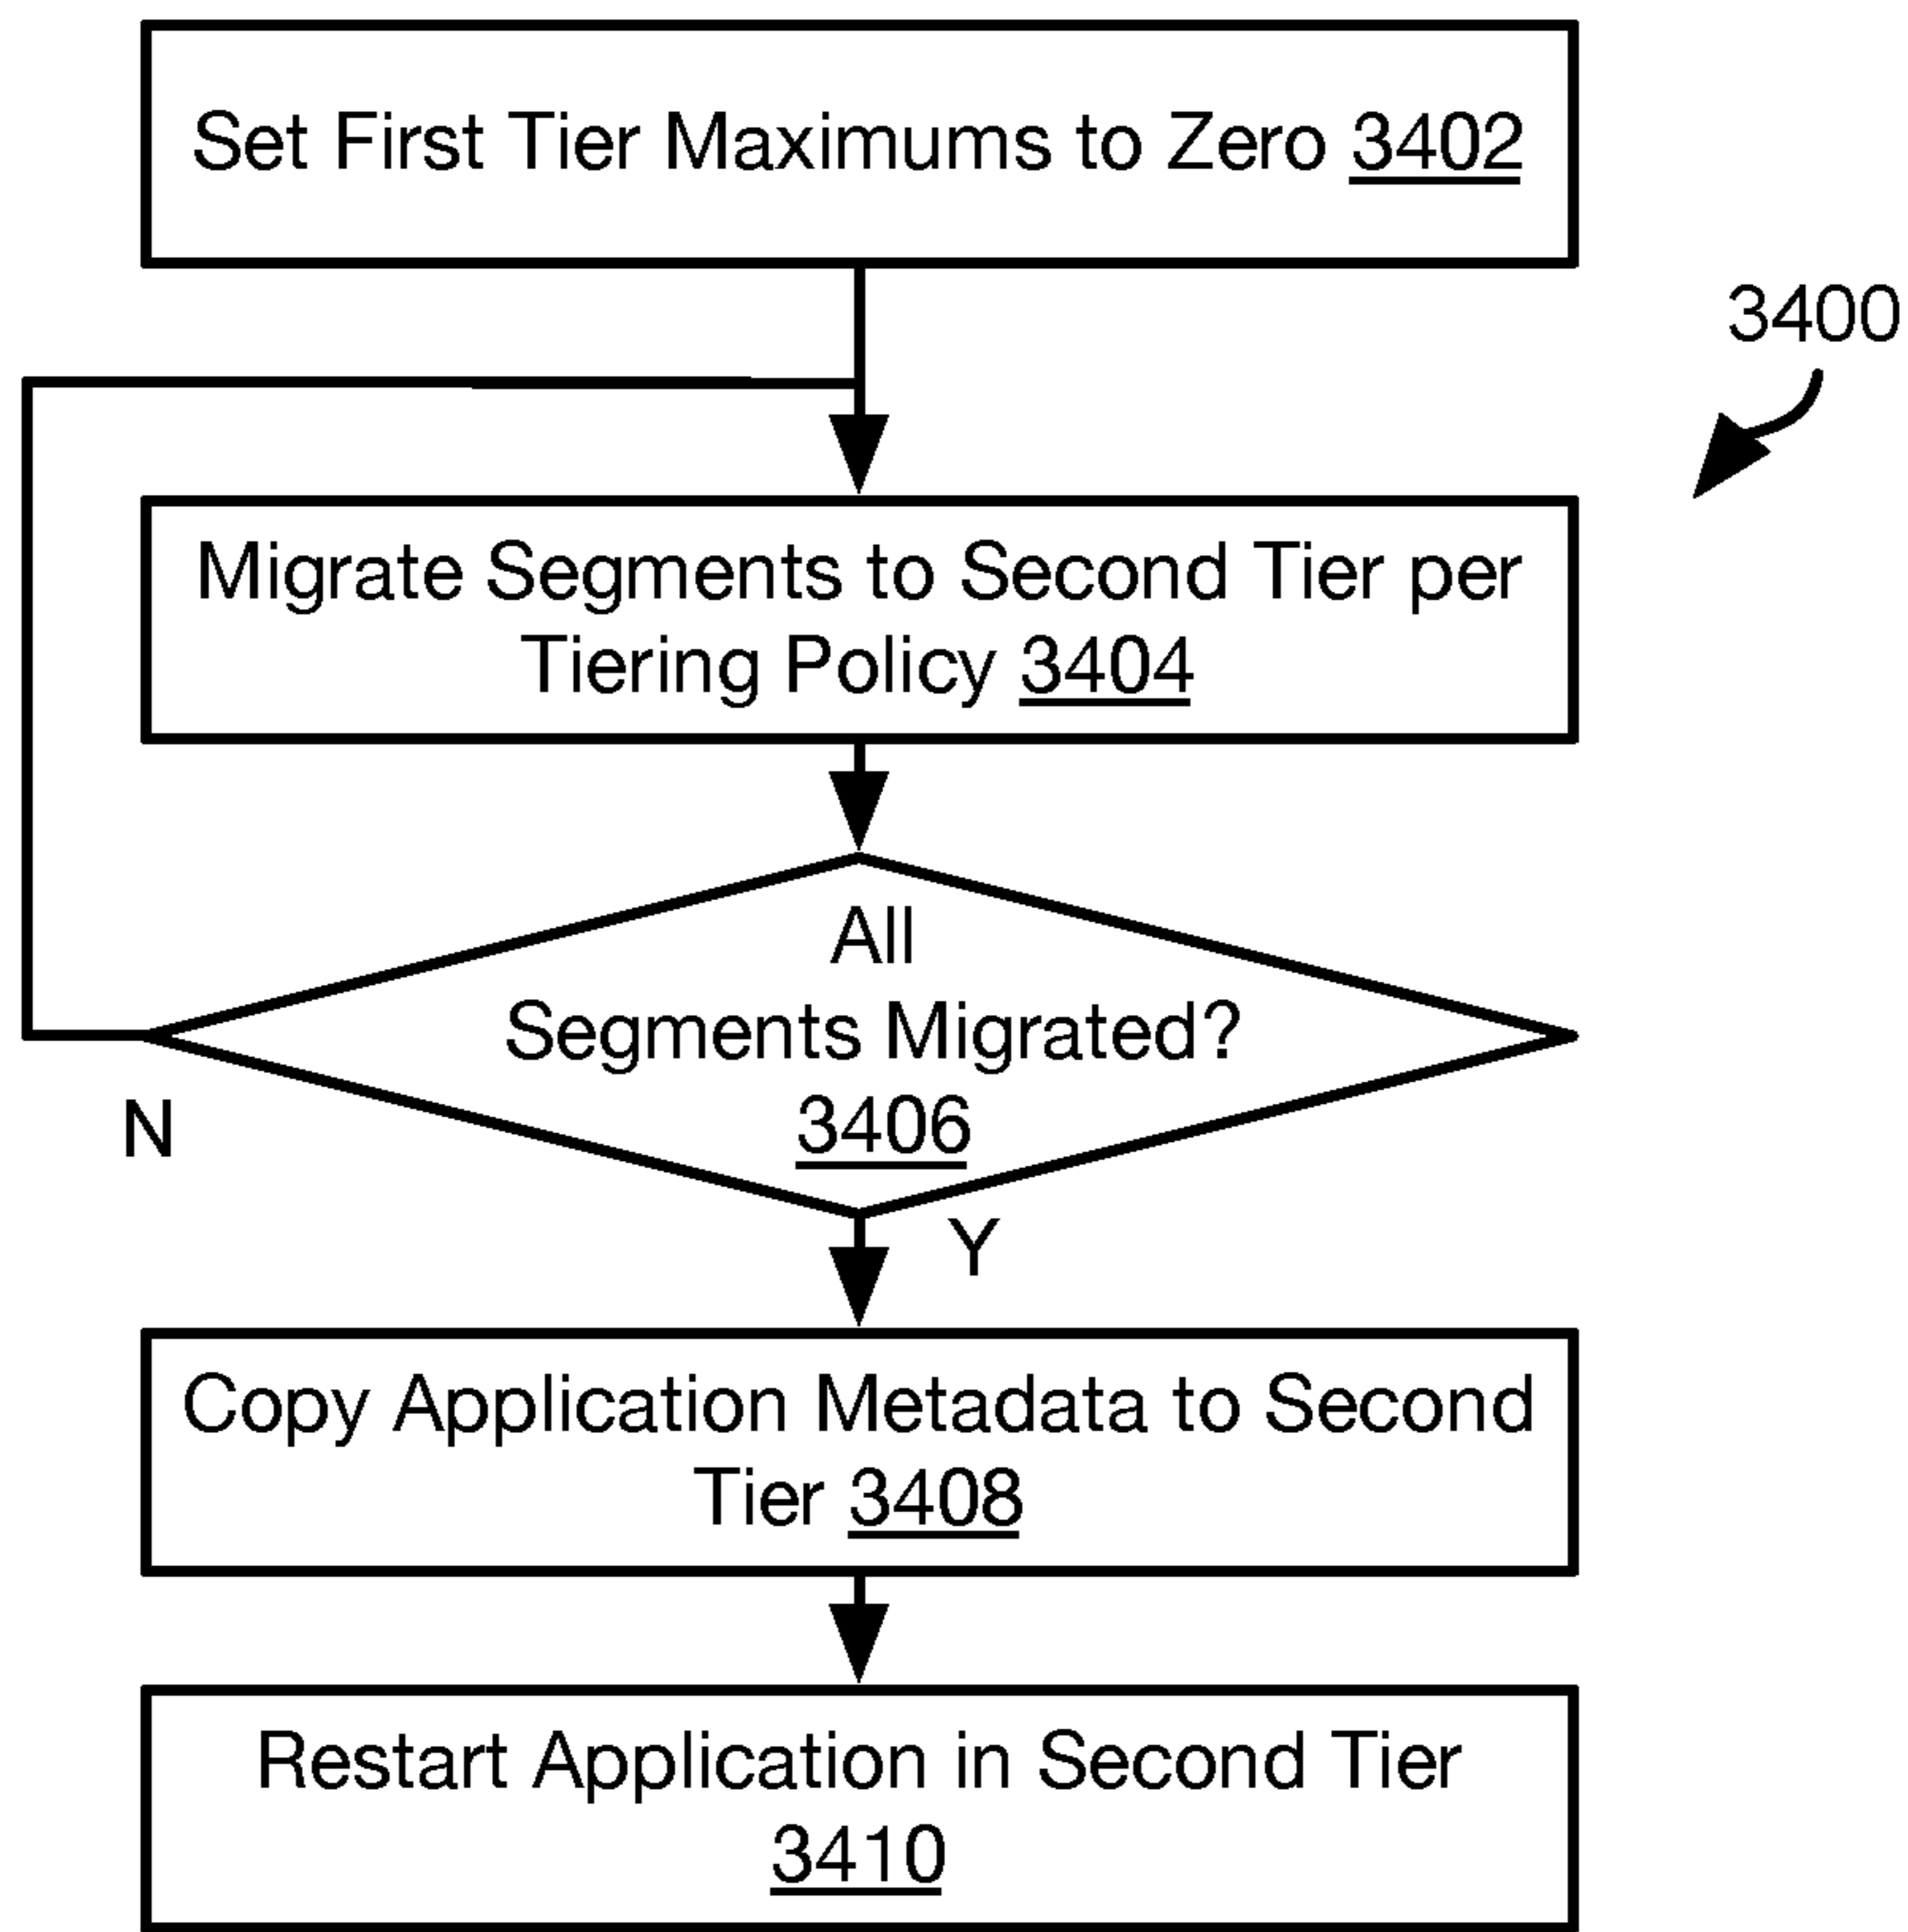 Set First Tier Maximums to Zero 3402
3400
Migrate Segments to Second Tier per
Tiering Policy 3404
All
Segments Migrated?
3406
N
Y
Copy Application Metadata to Second
Tier 3408
Restart Application in Second Tier
3410